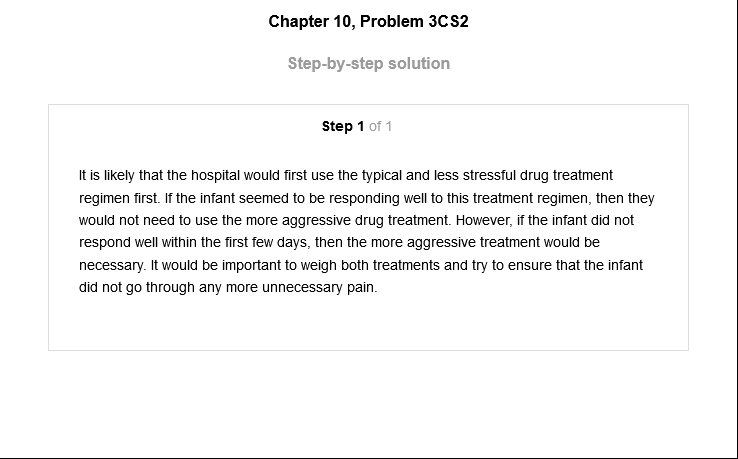 Chapter 10, Problem 3CS2
Step-by-step solution
Step 1 of 1
It is likely that the hospital would first use the typical and less stressful drug treatment
regimen first. If the infant seemed to be responding well to this treatment regimen, then they
would not need to use the more aggressive drug treatment. However, if the infant did not
respond well within the first few days, then the more aggressive treatment would be
necessary. It would be important to weigh both treatments and try to ensure that the infant
did not go through any more unnecessary pain.